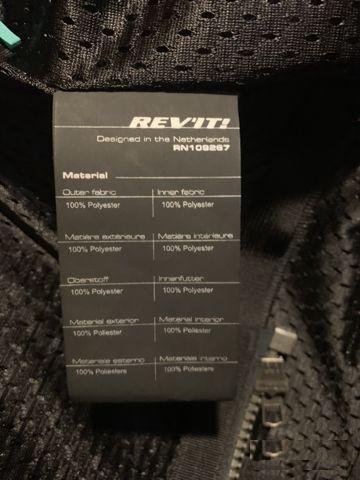 REV'IT!
Designed in the Netherlands
RN109267
Material
Outer fabric Inner fabric
100% Polyester 100% Polyester
Matière extérieure Matière intérieure
100% Polyester 100% Polyester
Oberstoff Innenfutter
100% Polyester 100% Polyester
Material exterior Material interior
100% Poliester 100% Poliester
Materiale esterno Materiale interno
100% Poliestere 100% Poliestere